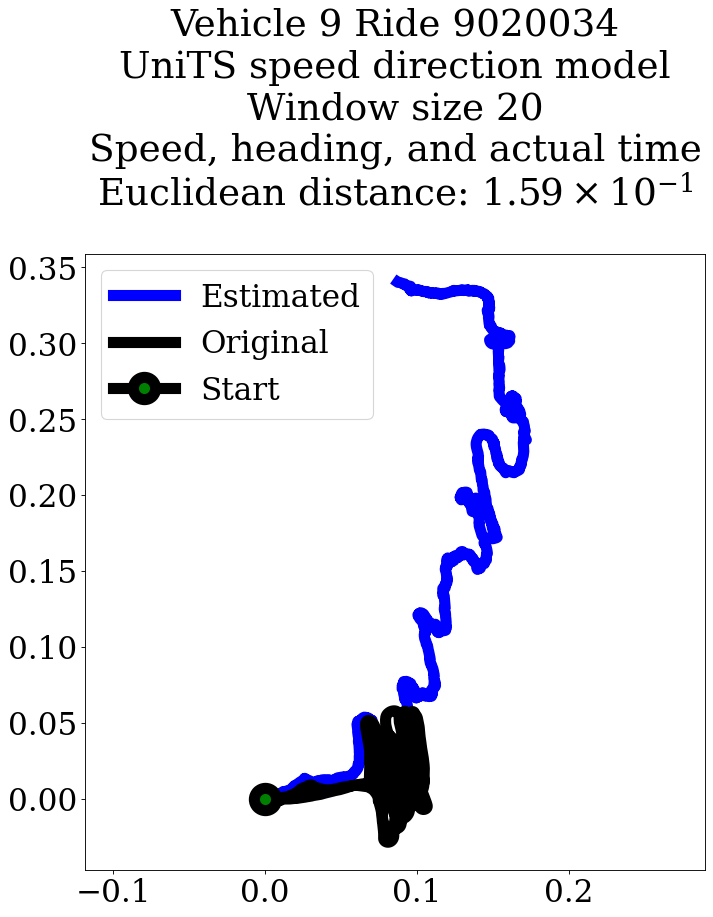 Vehicle 9 Ride 9020034
UniTS speed direction model
Window size 20
Speed, heading, and actual time
Euclidean distance: 1.59 × 10⁻¹
Estimated
Original
Start
0.35
0.30
0.25
0.20
0.15
0.10
0.05
0.00
−0.1 0.0 0.1 0.2